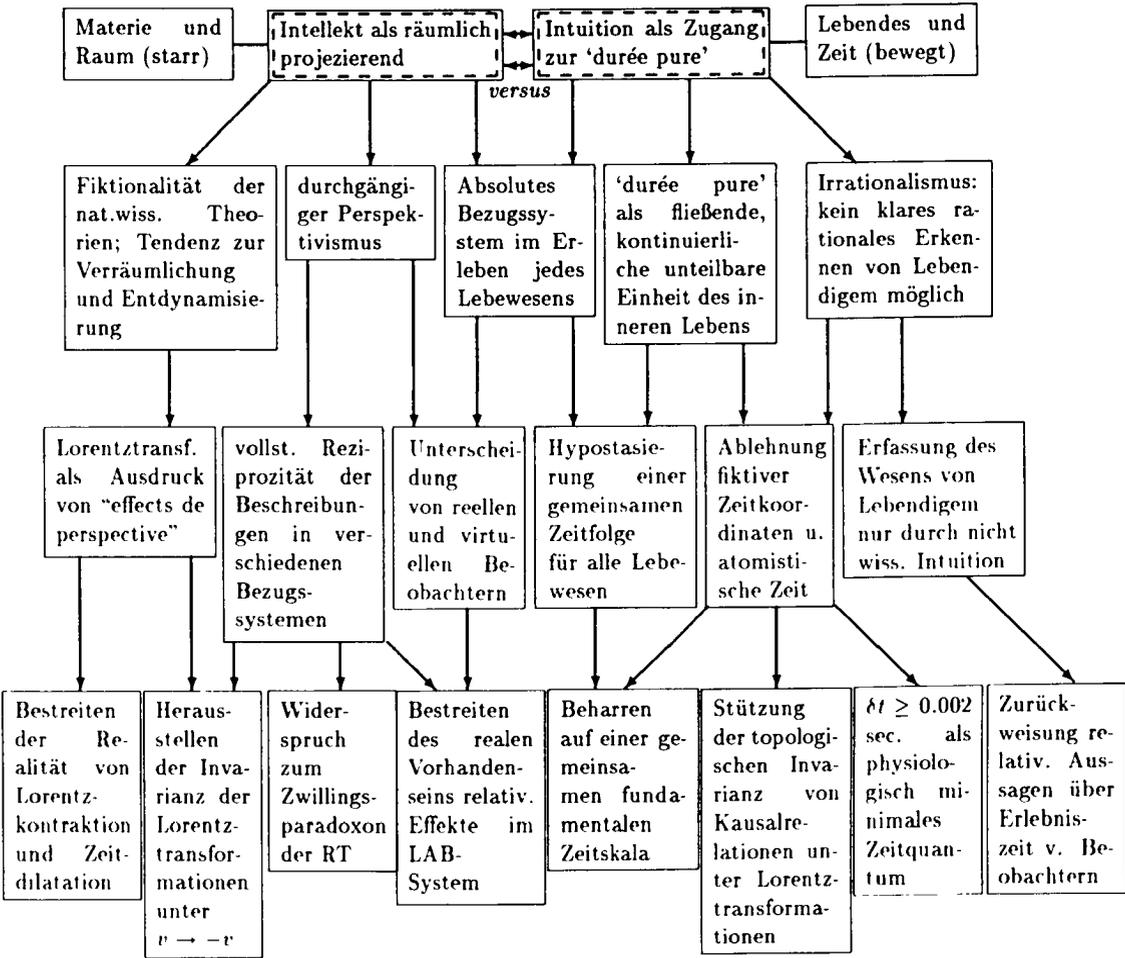 Materie und
Raum (starr)
Intellekt als räumlich
projezierend
Intuition als Zugang
zur ‘durée pure’
Lebendes und
Zeit (bewegt)
versus
Fiktionalität der
nat.wiss. Theo-
rien; Tendenz zur
Verräumlichung
und Entdynamisie-
rung
durchgängi-
ger Perspek-
tivismus
Absolutes
Bezugssy-
stem im Er-
leben jedes
Lebewesens
‘durée pure’
als fließende,
kontinuierli-
che unteilbare
Einheit des in-
neren Lebens
Irrationalismus:
kein klares ra-
tionales Erken-
nen von Leben-
digem möglich
Lorentztransf.
als Ausdruck
von “effects de
perspective”
vollst. Rezi-
prozität der
Beschreibun-
gen in ver-
schiedenen
Bezugs-
systemen
Unterschei-
dung
von reellen
und virtu-
ellen Be-
obachtern
Hypostasie-
rung einer
gemeinsamen
Zeitfolge
für alle Lebe-
wesen
Ablehnung
fiktiver
Zeitkoor-
dinaten u.
atomisti-
sche Zeit
Erfassung des
Wesens von
Lebendigem
nur durch nicht
wiss. Intuition
Bestreiten
der Re-
alität von
Lorentz-
kontraktion
und Zeit-
dilatation
Heraus-
stellen
der Inva-
rianz der
Lorentz-
transfor-
mationen
unter
v → −v
Wider-
spruch
zum
Zwillings-
paradoxon
der RT
Bestreiten
des realen
Vorhanden-
seins relativ.
Effekte im
LAB-
System
Beharren
auf einer ge-
meinsa-
men funda-
mentalen
Zeitskala
Stützung
der topologi-
schen Inva-
rianz von
Kausalre-
lationen un-
ter Lorentz-
transforma-
tionen
δt ≥ 0.002
sec. als
physiolo-
gisch mi-
nimales
Zeitquan-
tum
Zurück-
weisung re-
lativ. Aus-
sagen über
Erlebnis-
zeit v. Be-
obachtern